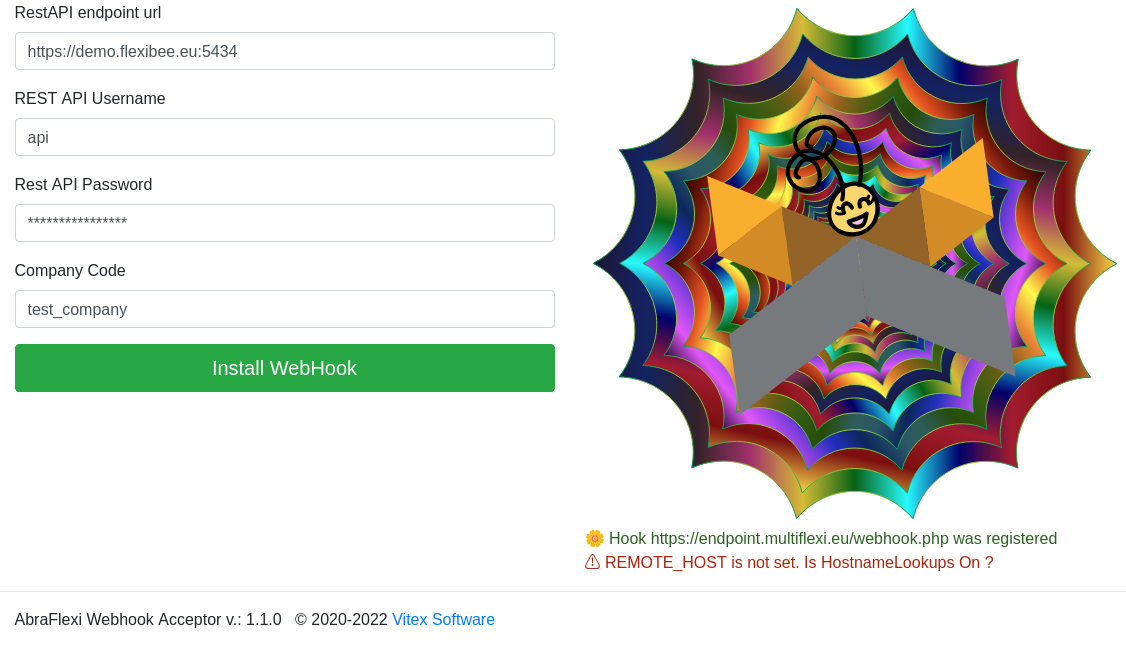 RestAPI endpoint url
https://demo.flexibee.eu:5434
REST API Username
api
Rest API Password
****************
Company Code
test_company
Install WebHook
🌼 Hook https://endpoint.multiflexi.eu/webhook.php was registered
⚠ REMOTE_HOST is not set. Is HostnameLookups On ?
AbraFlexi Webhook Acceptor v.: 1.1.0 © 2020-2022 Vitex Software